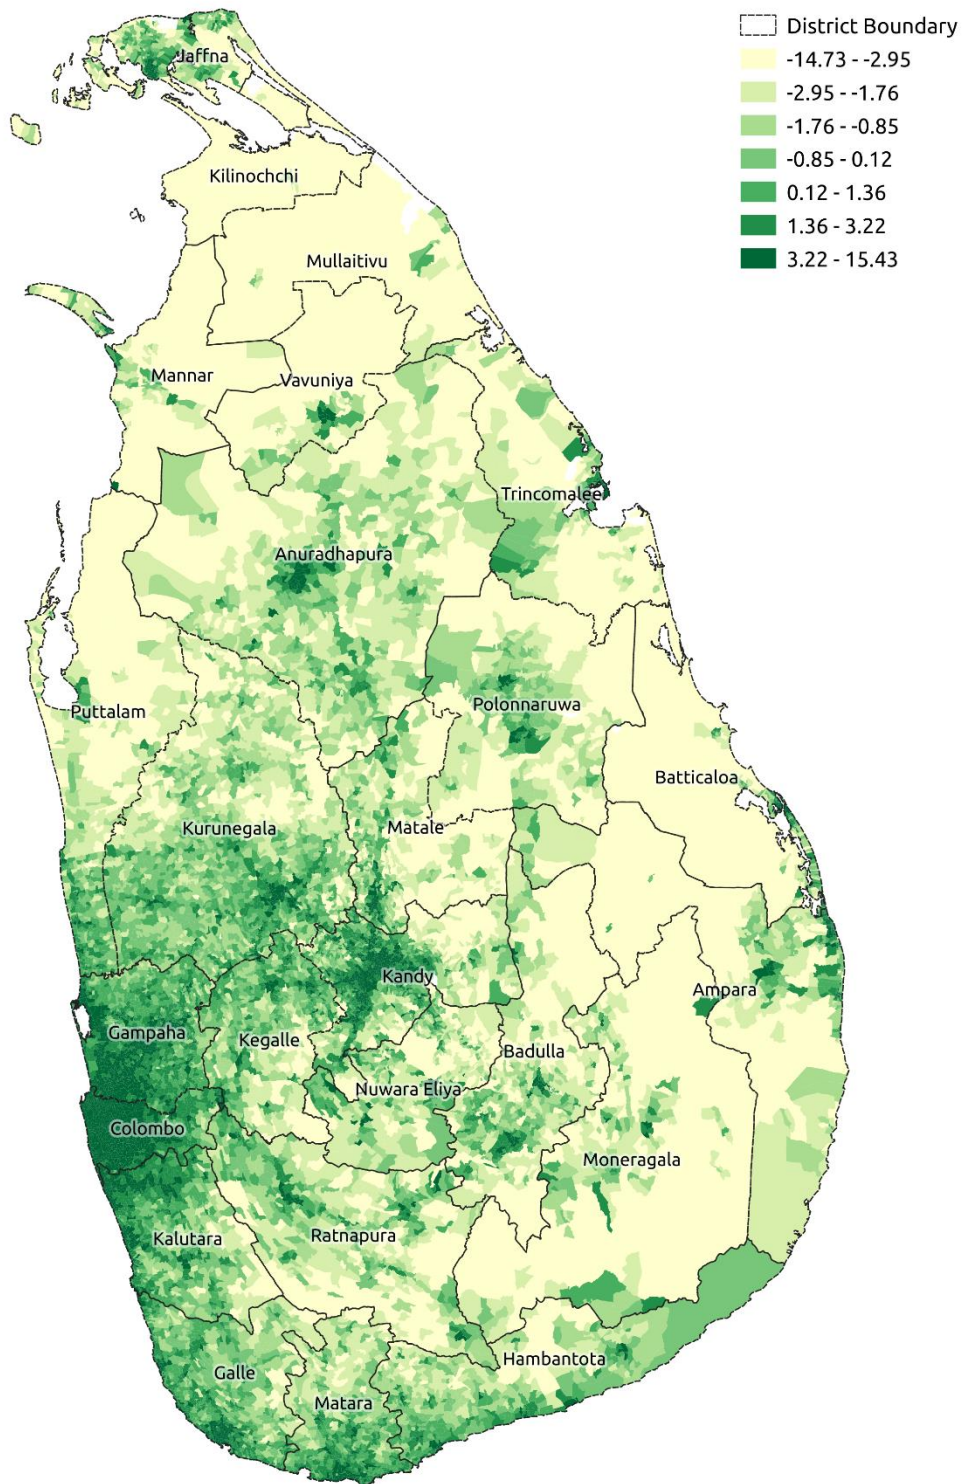 District Boundary
-14.73 - -2.95
-2.95 - -1.76
-1.76 - -0.85
-0.85 - 0.12
0.12 - 1.36
1.36 - 3.22
3.22 - 15.43
Jaffna
Kilinochchi
Mullaitivu
Mannar
Vavuniya
Trincomalee
Anuradhapura
Puttalam
Polonnaruwa
Batticaloa
Kurunegala
Matale
Kandy
Ampara
Gampaha
Kegalle
Badulla
Nuwara Eliya
Colombo
Moneragala
Kalutara
Ratnapura
Hambantota
Galle
Matara